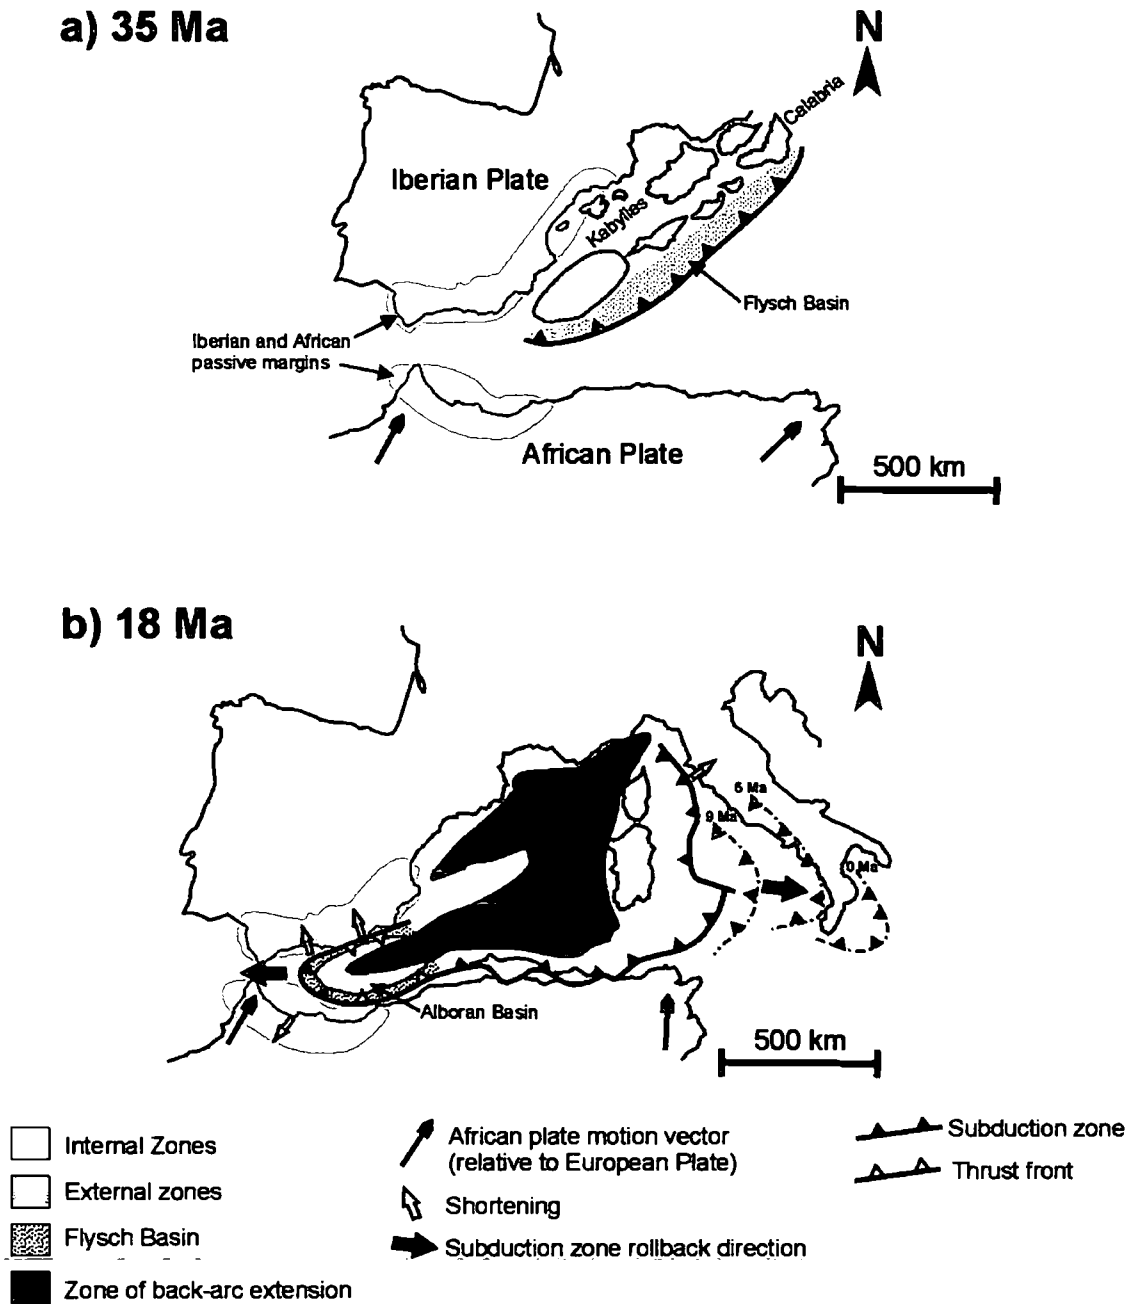 a) 35 Ma
N
Calabria
Iberian Plate
Kabylies
Flysch Basin
Iberian and African
passive margins
African Plate
500 km
b) 18 Ma
N
5 Ma
9 Ma
0 Ma
Alboran Basin
500 km
Internal Zones
External zones
Flysch Basin
Zone of back-arc extension
African plate motion vector
(relative to European Plate)
Shortening
Subduction zone rollback direction
Subduction zone
Thrust front